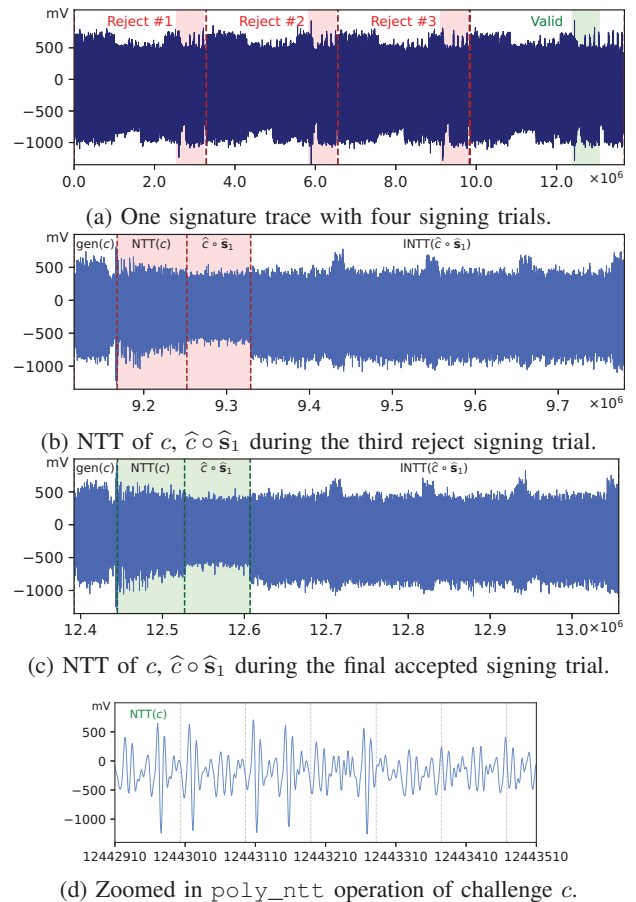 mV
Reject #1 Reject #2 Reject #3 Valid
500
0
−500
−1000
0.0 2.0 4.0 6.0 8.0 10.0 12.0 ×10⁶
(a) One signature trace with four signing trials.
mV
gen(c) NTT(c) ĉ ∘ ŝ₁ INTT(ĉ ∘ ŝ₁)
500
0
−500
−1000
9.2 9.3 9.4 9.5 9.6 9.7 ×10⁶
(b) NTT of c, ĉ ∘ ŝ₁ during the third reject signing trial.
mV
gen(c) NTT(c) ĉ ∘ ŝ₁ INTT(ĉ ∘ ŝ₁)
500
0
−500
−1000
12.4 12.5 12.6 12.7 12.8 12.9 13.0 ×10⁶
(c) NTT of c, ĉ ∘ ŝ₁ during the final accepted signing trial.
mV
NTT(c)
500
0
−500
−1000
12442910 12443010 12443110 12443210 12443310 12443410 12443510
(d) Zoomed in poly_ntt operation of challenge c.